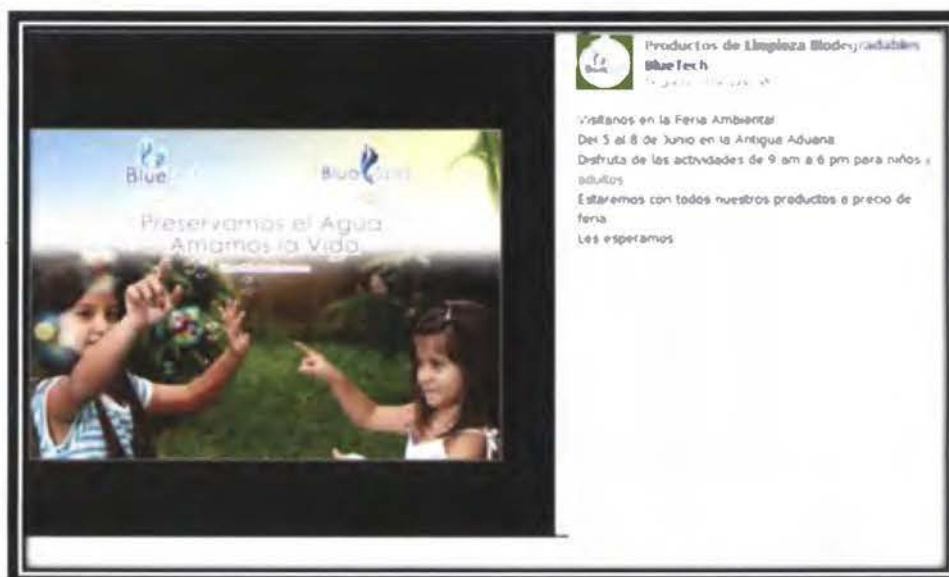 Blue
Blue
Preservamos el Agua
Amamos la Vida
Productos de Limpieza Biodegradables
BlueTech
Visítanos en la Feria Ambiental
Del 5 al 8 de Junio en la Antigua Aduana
Disfruta de las actividades de 9 am a 6 pm para niños y
adultos
Estaremos con todos nuestros productos a precio de
feria
Los esperamos